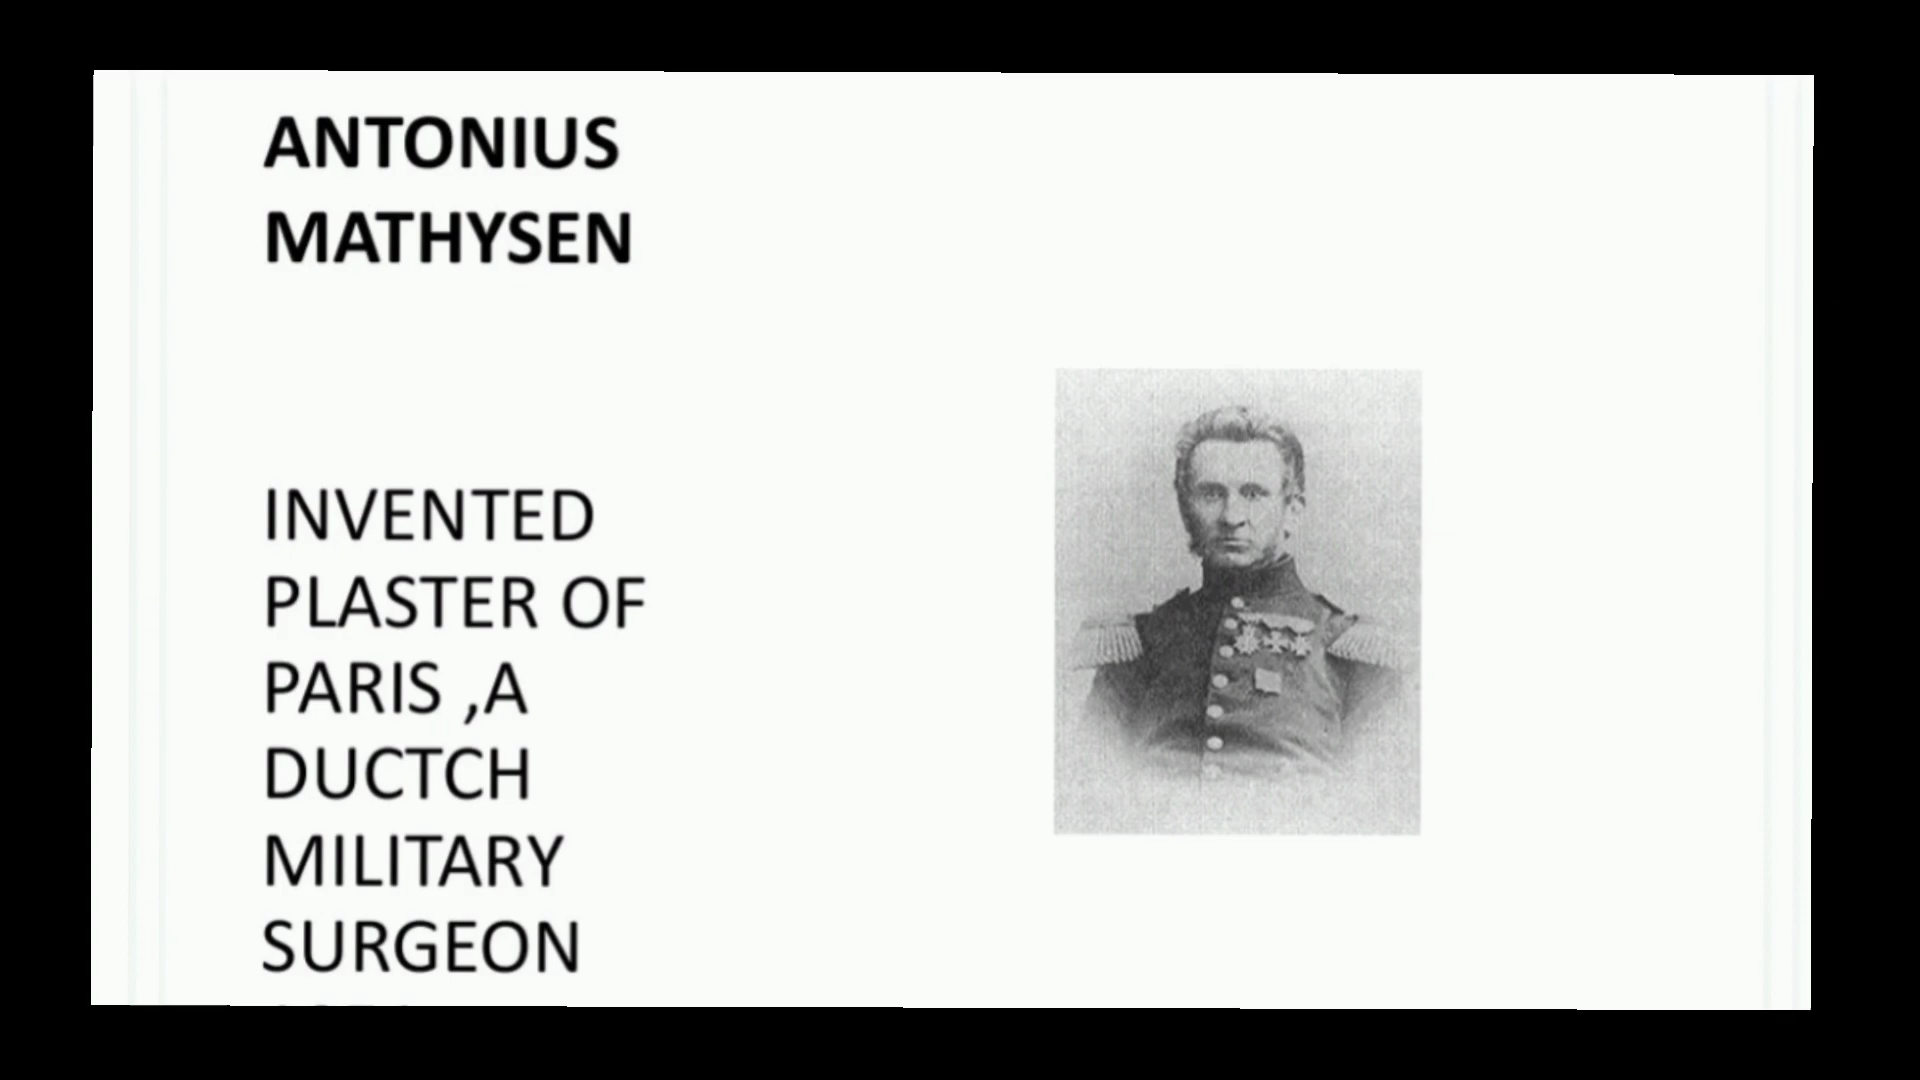 ANTONIUS
MATHYSEN
INVENTED
PLASTER OF
PARIS ,A
DUCTCH
MILITARY
SURGEON